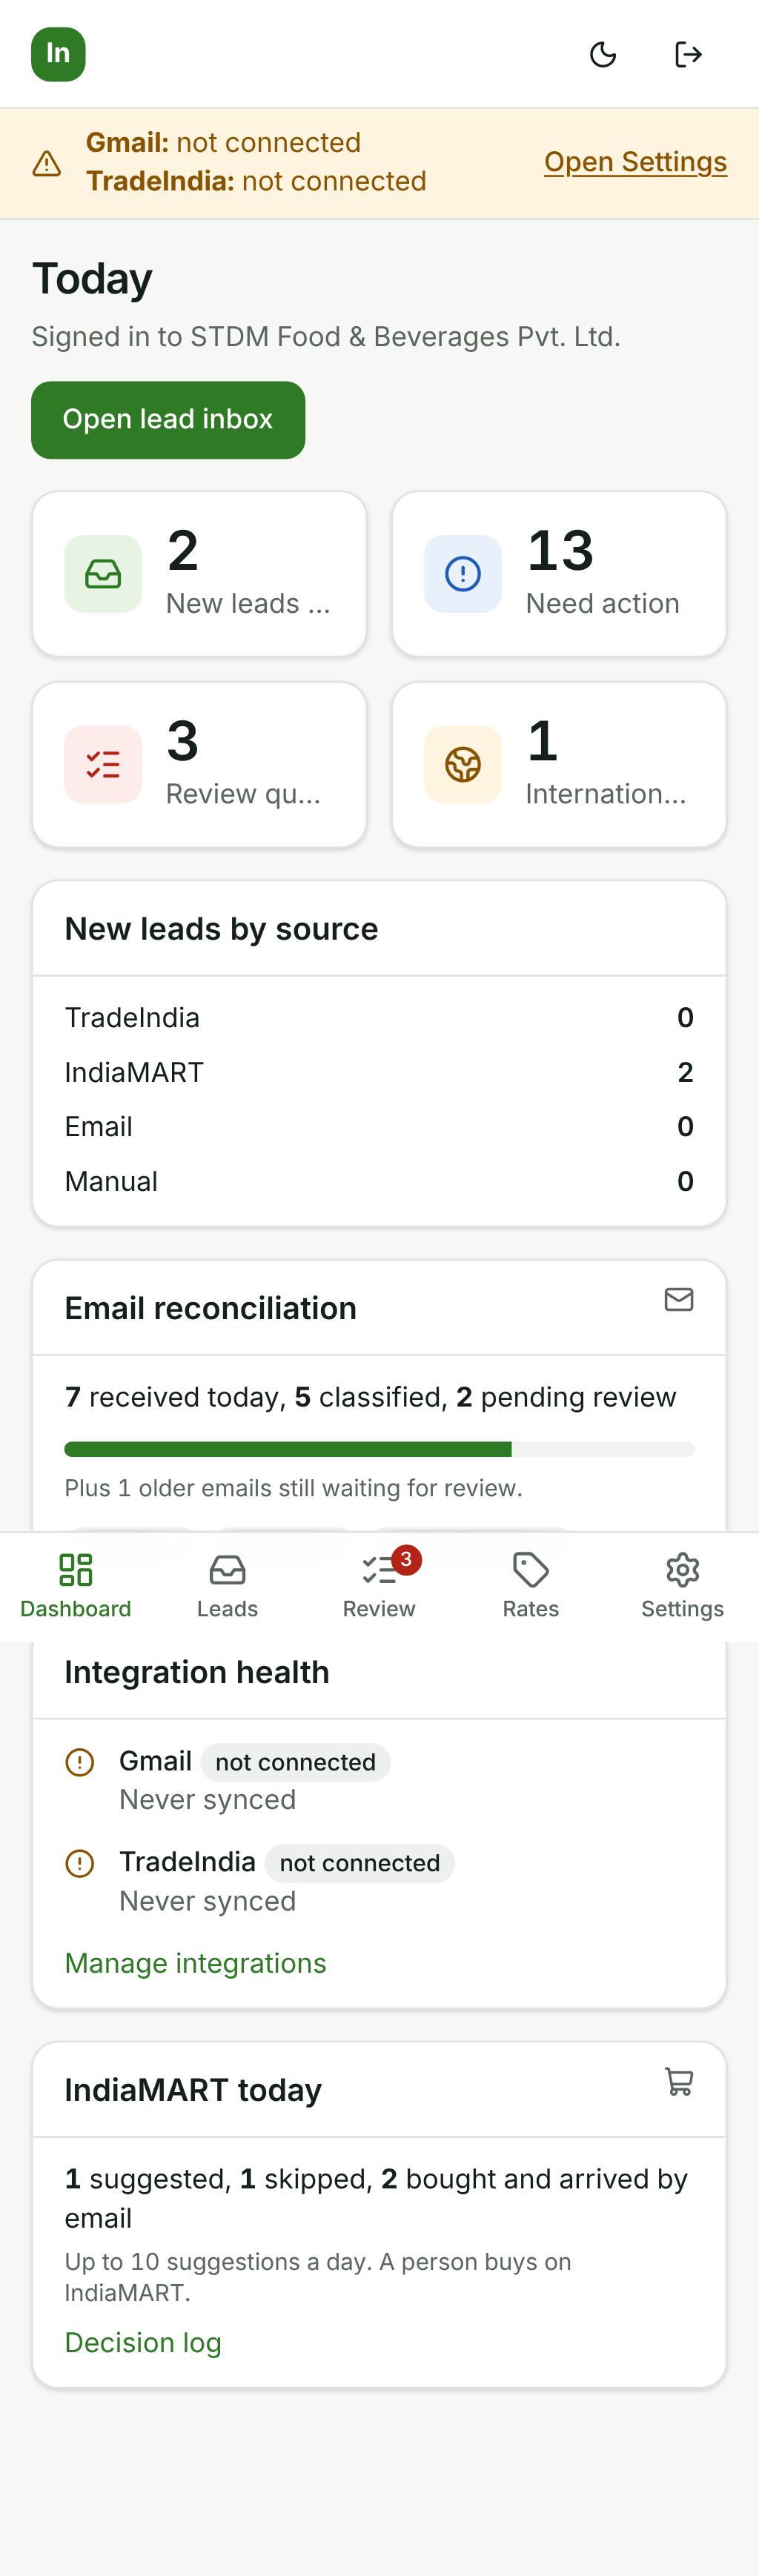 In
Gmail: not connected
TradeIndia: not connected
Open Settings
Today
Signed in to STDM Food & Beverages Pvt. Ltd.
Open lead inbox
2
New leads ...
13
Need action
3
Review qu...
1
Internation...
New leads by source
TradeIndia 0
IndiaMART 2
Email 0
Manual 0
Email reconciliation
7 received today, 5 classified, 2 pending review
Plus 1 older emails still waiting for review.
3
Dashboard
Leads
Review
Rates
Settings
Integration health
Gmail not connected
Never synced
TradeIndia not connected
Never synced
Manage integrations
IndiaMART today
1 suggested, 1 skipped, 2 bought and arrived by
email
Up to 10 suggestions a day. A person buys on
IndiaMART.
Decision log